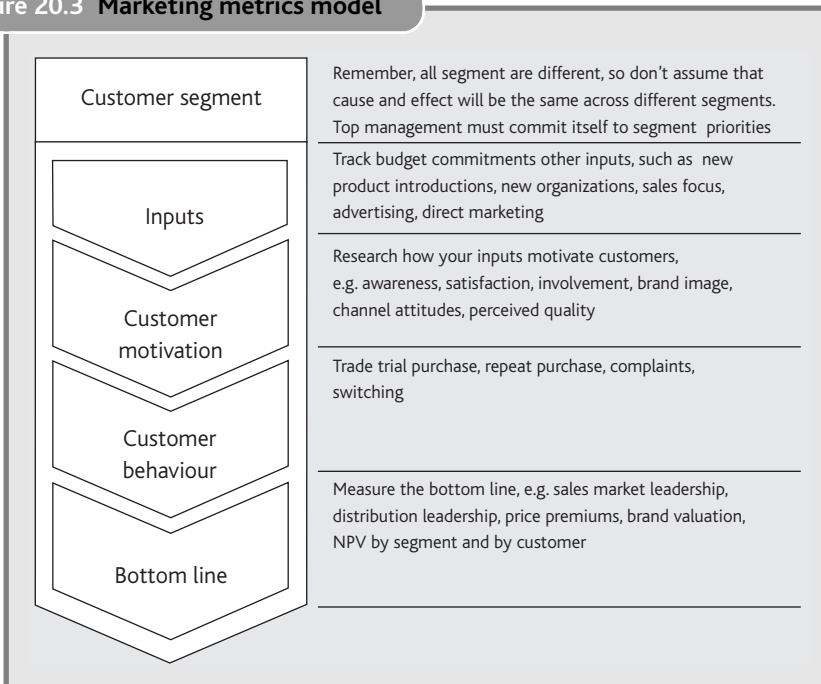 re 20.3 Marketing metrics model
Customer segment
Remember, all segment are different, so don't assume that
cause and effect will be the same across different segments.
Top management must commit itself to segment priorities
Inputs
Track budget commitments other inputs, such as new
product introductions, new organizations, sales focus,
advertising, direct marketing
Customer
motivation
Research how your inputs motivate customers,
e.g. awareness, satisfaction, involvement, brand image,
channel attitudes, perceived quality
Customer
behaviour
Trade trial purchase, repeat purchase, complaints,
switching
Bottom line
Measure the bottom line, e.g. sales market leadership,
distribution leadership, price premiums, brand valuation,
NPV by segment and by customer